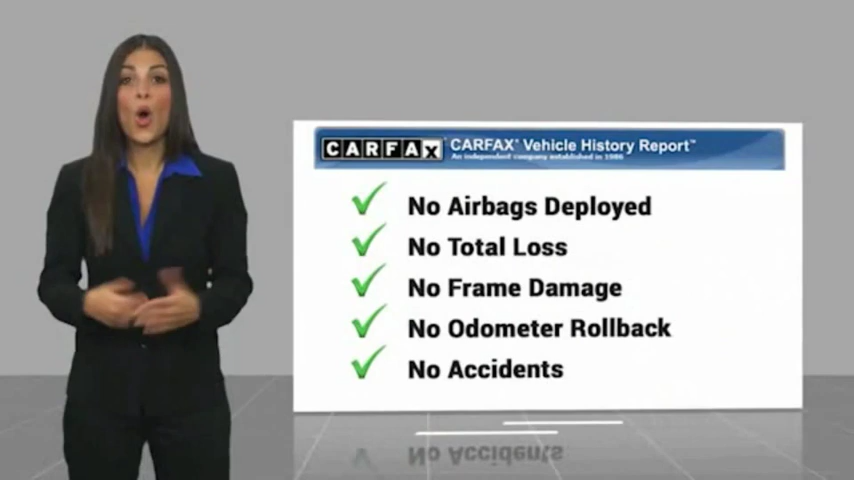 CARFAX CARFAX® Vehicle History Report™
An independent company established in 1986
No Airbags Deployed
No Total Loss
No Frame Damage
No Odometer Rollback
No Accidents
No Accidents